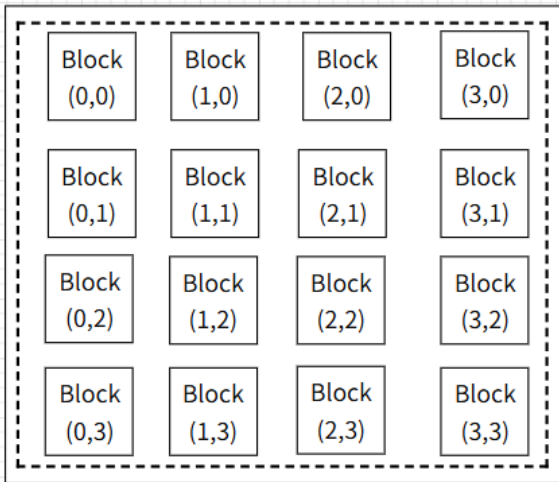 Block
(0,0)
Block
(1,0)
Block
(2,0)
Block
(3,0)
Block
(0,1)
Block
(1,1)
Block
(2,1)
Block
(3,1)
Block
(0,2)
Block
(1,2)
Block
(2,2)
Block
(3,2)
Block
(0,3)
Block
(1,3)
Block
(2,3)
Block
(3,3)